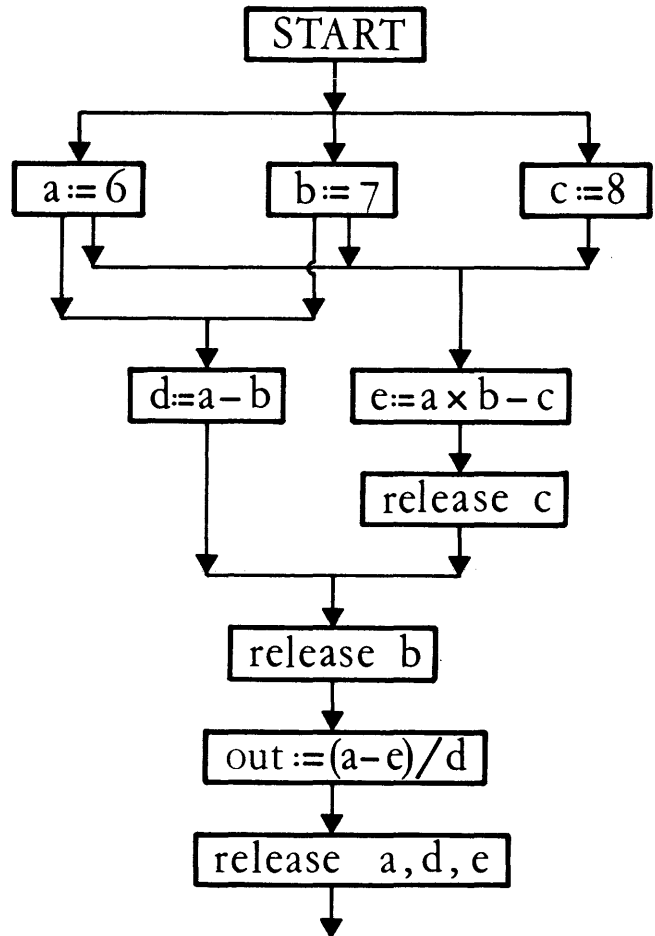 START
a := 6
b := 7
c := 8
d:=a – b
e:=a × b – c
release c
release b
out := (a – e) / d
release a, d, e